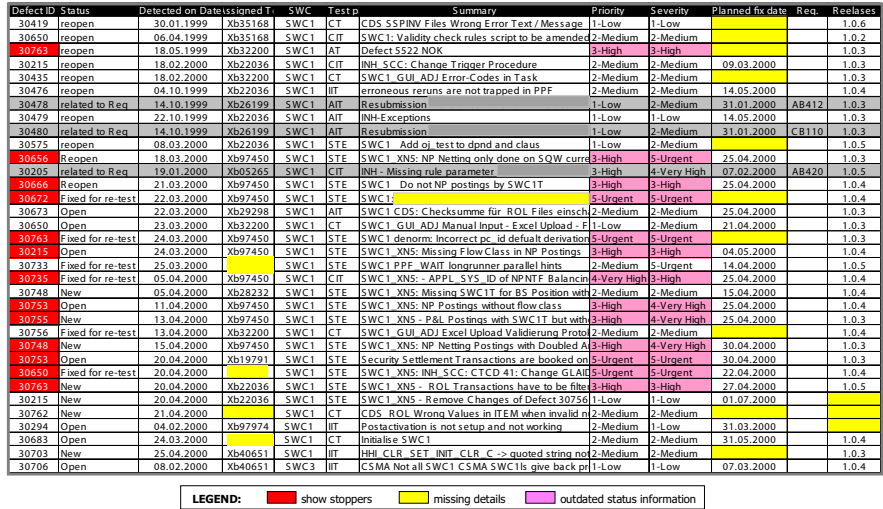 Defect ID Status Detected on Date ssigned T SWC Test p Summary Priority Severity Planned fix date Req. Reelases
30419 reopen 30.01.1999 Xb35168 SWC1 CT CDS SSPINV Files Wrong Error Text / Message 1-Low 1-Low 1.0.6
30650 reopen 06.04.1999 Xb35168 SWC1 CIT SWC1: Validity check rules script to be amended 2-Medium 2-Medium 1.0.2
30763 reopen 18.05.1999 Xb32200 SWC1 AT Defect 5522 NOK 3-High 3-High 1.0.3
30215 reopen 18.02.2000 Xb22036 SWC1 CIT INH_SCC: Change Trigger Procedure 2-Medium 2-Medium 09.03.2000 1.0.3
30435 reopen 18.02.2000 Xb32200 SWC1 CT SWC1_GUI_ADJ Error-Codes in Task 2-Medium 2-Medium 1.0.3
30476 reopen 04.10.1999 Xb22036 SWC1 IIT erroneous reruns are not trapped in PPF 2-Medium 2-Medium 14.05.2000 1.0.4
30478 related to Req 14.10.1999 Xb26199 SWC1 AIT Resubmission 1-Low 2-Medium 31.01.2000 AB412 1.0.3
30479 reopen 22.10.1999 Xb22036 SWC1 AIT INH-Exceptions 1-Low 1-Low 14.05.2000 1.0.3
30480 related to Req 14.10.1999 Xb26199 SWC1 AIT Resubmission 1-Low 2-Medium 31.01.2000 CB110 1.0.3
30575 reopen 08.03.2000 Xb22036 SWC1 STE SWC1 Add oj_test to dpnd and claus 1-Low 2-Medium 1.0.5
30656 Reopen 18.03.2000 Xb97450 SWC1 STE SWC1_XN5: NP Netting only done on SQW curre 3-High 5-Urgent 25.04.2000 1.0.3
30205 related to Req 19.01.2000 Xb05265 SWC1 CIT INH - Missing rule parameter 3-High 4-Very High 07.02.2000 AB420 1.0.5
30666 Reopen 21.03.2000 Xb97450 SWC1 STE SWC1 Do not NP postings by SWC1T 3-High 3-High 25.04.2000 1.0.4
30672 Fixed for re-test 22.03.2000 Xb97450 SWC1 STE SWC1: 5-Urgent 5-Urgent 1.0.4
30673 Open 22.03.2000 Xb29298 SWC1 AIT SWC1 CDS: Checksumme für ROL Files einsch 2-Medium 2-Medium 25.04.2000 1.0.3
30650 Open 23.03.2000 Xb32200 SWC1 CT SWC1_GUI_ADJ Manual Input - Excel Upload - F 1-Low 2-Medium 21.04.2000 1.0.3
30763 Fixed for re-test 24.03.2000 Xb97450 SWC1 STE SWC1 denorm: Incorrect pc_id defualt derivation 5-Urgent 5-Urgent 1.0.3
30215 Open 24.03.2000 Xb97450 SWC1 STE SWC1_XN5: Missing FlowClass in NP Postings 3-High 3-High 04.05.2000 1.0.4
30733 Fixed for re-test 25.03.2000 SWC1 STE SWC1 PPF_WAIT longrunner parallel hints 2-Medium 5-Urgent 14.04.2000 1.0.5
30735 Fixed for re-test 05.04.2000 Xb97450 SWC1 CIT SWC1_XN5: - APPL_SYS_ID of NPNTF Balancin 4-Very High 3-High 25.04.2000 1.0.4
30748 New 05.04.2000 Xb28232 SWC1 STE SWC1_XN5: Missing SWC1T for BS Position with 2-Medium 2-Medium 15.04.2000 1.0.4
30753 Open 11.04.2000 Xb97450 SWC1 STE SWC1_XN5: NP Postings without flow class 3-High 4-Very High 25.04.2000 1.0.4
30755 New 13.04.2000 Xb97450 SWC1 STE SWC1_XN5 - P&L Postings with SWC1T but with 3-High 4-Very High 25.04.2000 1.0.4
30756 Fixed for re-test 13.04.2000 Xb32200 SWC1 CT SWC1_GUI_ADJ Excel Upload Validierung Protol 2-Medium 2-Medium 1.0.4
30748 New 15.04.2000 Xb97450 SWC1 STE SWC1_XN5: NP Netting Postings with Doubled A 3-High 4-Very High 30.04.2000 1.0.3
30753 Open 20.04.2000 Xb19791 SWC1 STE Security Settlement Transactions are booked on 5-Urgent 5-Urgent 30.04.2000 1.0.3
30650 Fixed for re-test 20.04.2000 SWC1 STE SWC1_XN5: INH_SCC: CTCD 41: Change GLAID 5-Urgent 5-Urgent 22.04.2000 1.0.4
30763 New 20.04.2000 Xb22036 SWC1 STE SWC1_XN5 - ROL Transactions have to be filter 3-High 3-High 27.04.2000 1.0.5
30215 New 20.04.2000 Xb22036 SWC1 STE SWC1_XN5 - Remove Changes of Defect 30756 1-Low 1-Low 01.07.2000
30762 New 21.04.2000 SWC1 CT CDS ROL Wrong Values in ITEM when invalid n 2-Medium 2-Medium
30294 Open 04.02.2000 Xb97974 SWC1 IIT Postactivation is not setup and not working 2-Medium 1-Low 31.03.2000
30683 Open 24.03.2000 SWC1 CT Initialise SWC1 2-Medium 2-Medium 31.05.2000 1.0.4
30703 New 25.04.2000 Xb40651 SWC1 IIT HHI_CLR_SET_INIT_CLR_C -> quoted string not 2-Medium 1-Low 1.0.4
30706 Open 08.02.2000 Xb40651 SWC3 IIT CSMA Not all SWC1 CSMA SWC1ls give back pr 1-Low 1-Low 07.03.2000 1.0.4
LEGEND: show stoppers missing details outdated status information